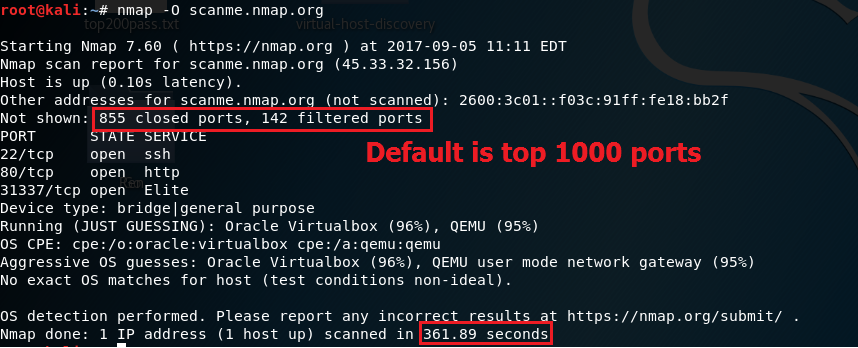 root@kali:~# nmap -O scanme.nmap.org
top200pass.txt virtual-host-discovery
Starting Nmap 7.60 ( https://nmap.org ) at 2017-09-05 11:11 EDT
Nmap scan report for scanme.nmap.org (45.33.32.156)
Host is up (0.10s latency).
Other addresses for scanme.nmap.org (not scanned): 2600:3c01::f03c:91ff:fe18:bb2f
Not shown: 855 closed ports, 142 filtered ports
PORT STATE SERVICE
22/tcp open ssh
Default is top 1000 ports
80/tcp open http
31337/tcp open Elite
Device type: bridge|general purpose
Running (JUST GUESSING): Oracle Virtualbox (96%), QEMU (95%)
OS CPE: cpe:/o:oracle:virtualbox cpe:/a:qemu:qemu
Aggressive OS guesses: Oracle Virtualbox (96%), QEMU user mode network gateway (95%)
No exact OS matches for host (test conditions non-ideal).
OS detection performed. Please report any incorrect results at https://nmap.org/submit/ .
Nmap done: 1 IP address (1 host up) scanned in 361.89 seconds